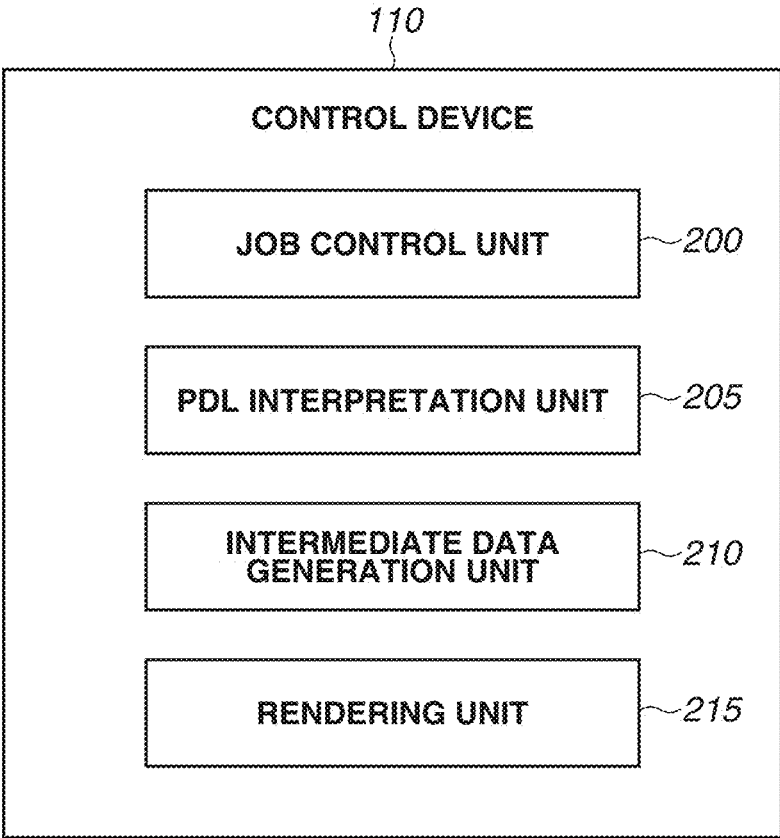 110
CONTROL DEVICE
JOB CONTROL UNIT
200
PDL INTERPRETATION UNIT
205
INTERMEDIATE DATA
GENERATION UNIT
210
RENDERING UNIT
215